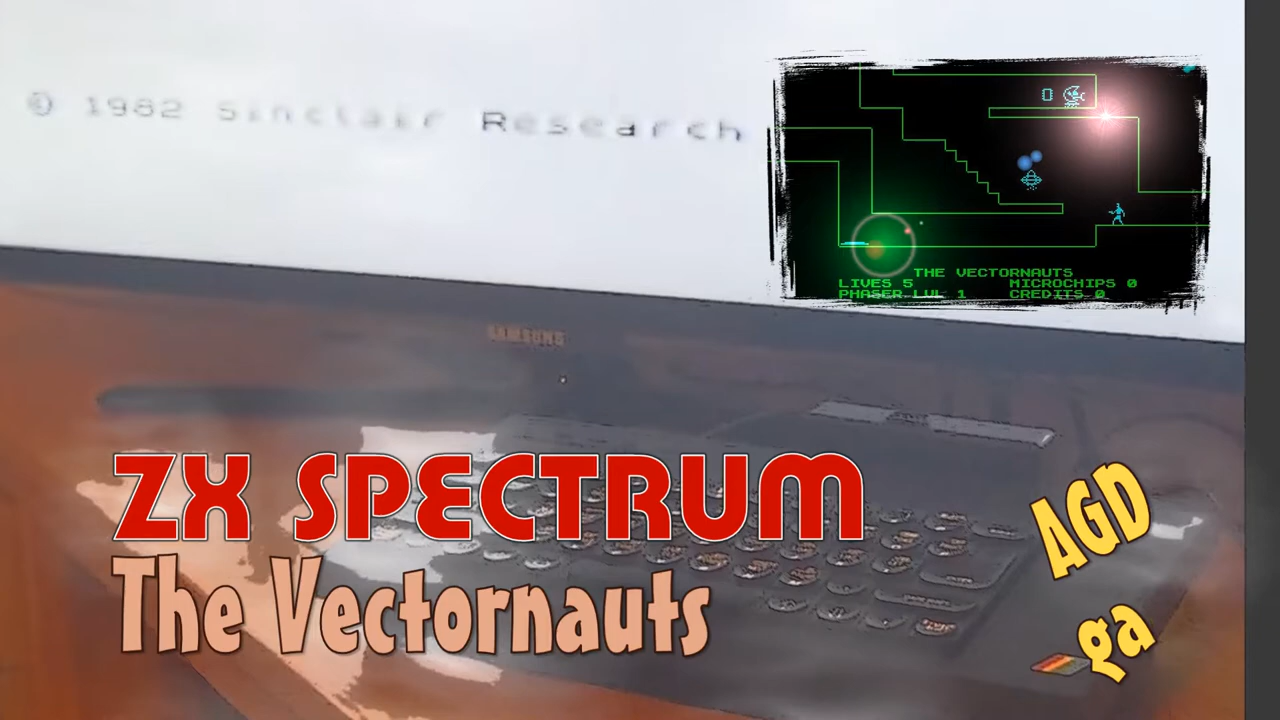 © 1982 Sinclair Research
0
THE VECTORNAUTS
LIVES 5 MICROCHIPS 0
PHASER LVL 1 CREDITS 0
SAMSUNG
ZX SPECTRUM
The Vectornauts
AGD
ga